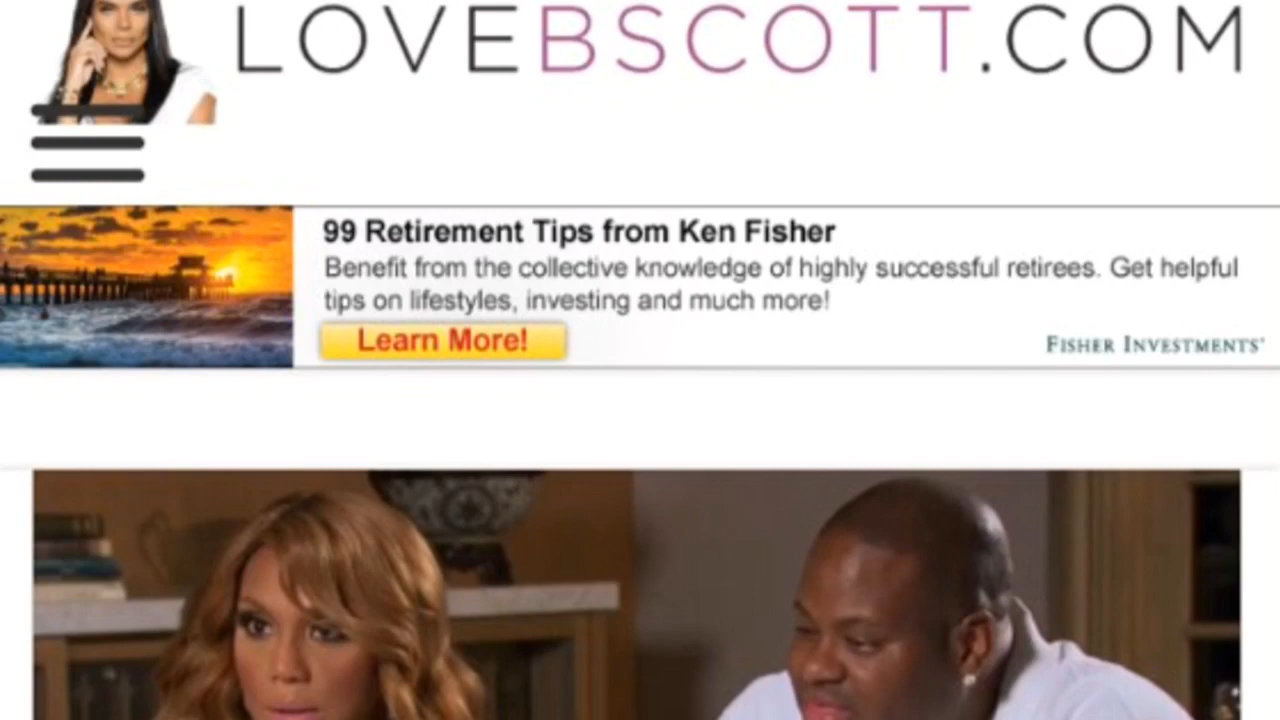 LOVEBSCOTT.COM
99 Retirement Tips from Ken Fisher
Benefit from the collective knowledge of highly successful retirees. Get helpful
tips on lifestyles, investing and much more!
Learn More!
FISHER INVESTMENTS®